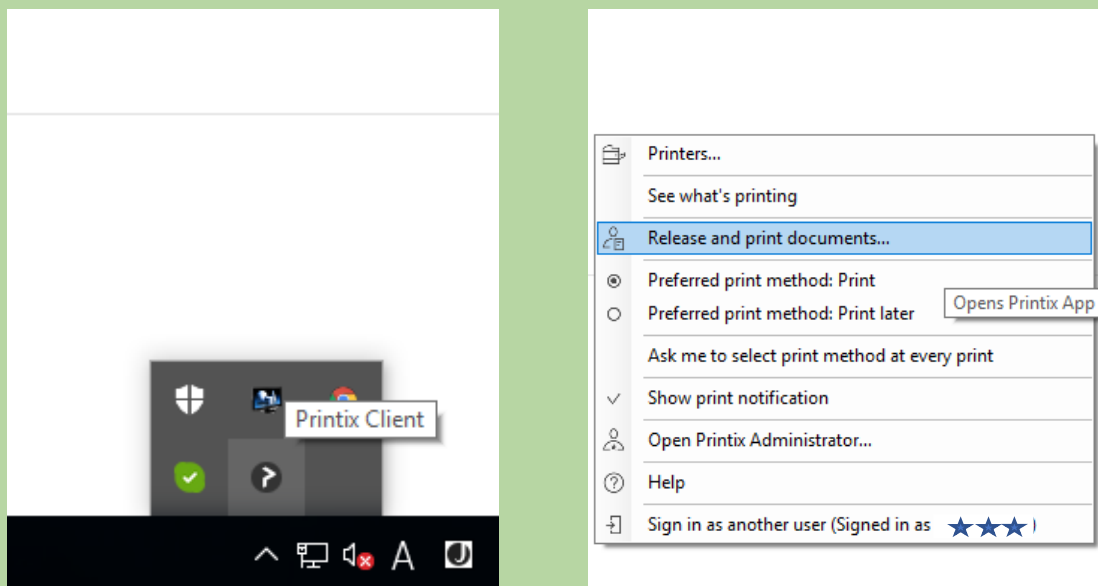 Printix Client
A
Printers...
See what's printing
Release and print documents...
Preferred print method: Print
Opens Printix App
Preferred print method: Print later
Ask me to select print method at every print
Show print notification
Open Printix Administrator...
Help
Sign in as another user (Signed in as ★★★)